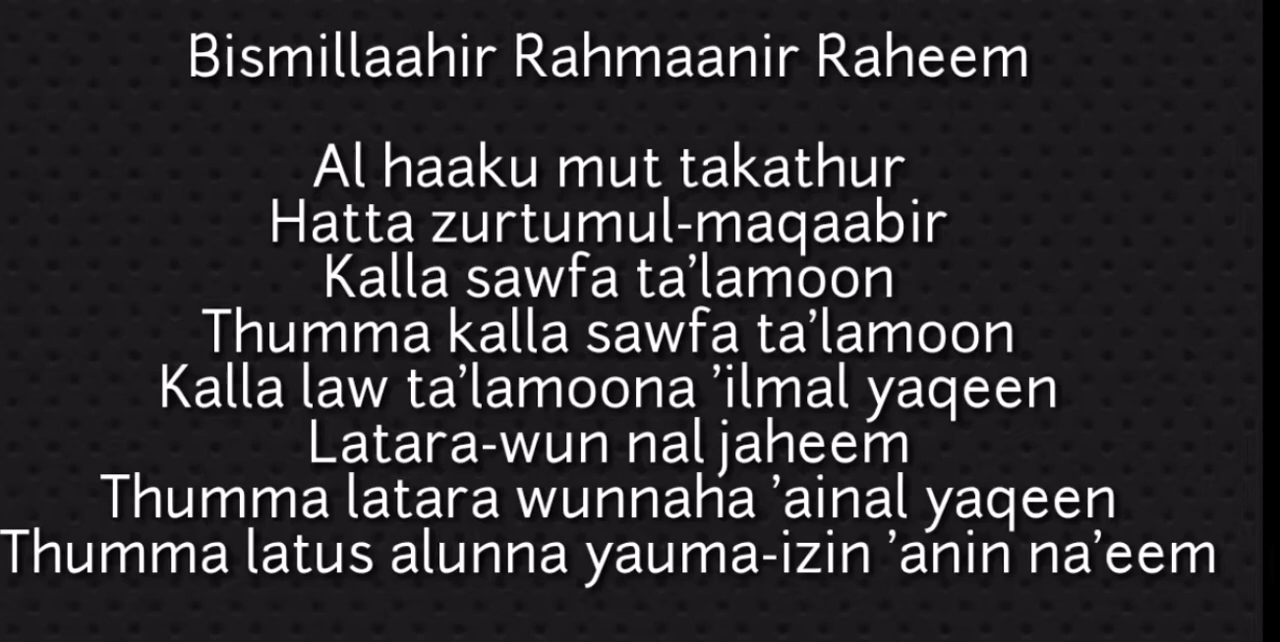 Bismillaahir Rahmaanir Raheem
Al haaku mut takathur
Hatta zurtumul-maqaabir
Kalla sawfa ta’lamoon
Thumma kalla sawfa ta’lamoon
Kalla law ta’lamoona ’ilmal yaqeen
Latara-wun nal jaheem
Thumma latara wunnaha ’ainal yaqeen
Thumma latus alunna yauma-izin ’anin na’eem